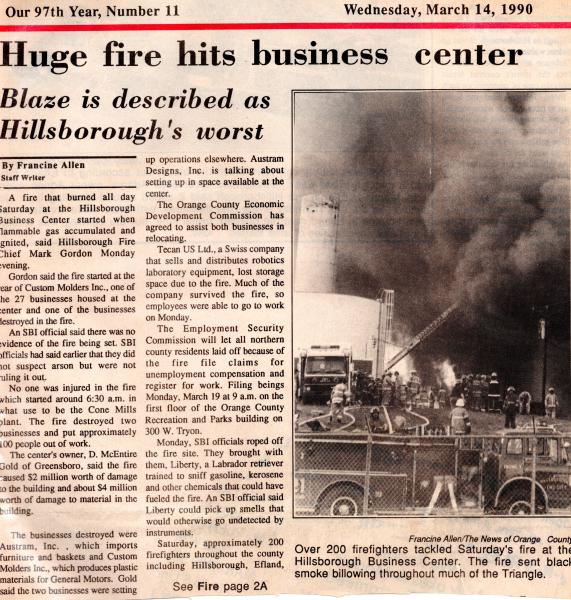 Our 97th Year, Number 11
Wednesday, March 14, 1990
Huge fire hits business center
Blaze is described as
Hillsborough's worst
By Francine Allen
Staff Writer
A fire that burned all day
Saturday at the Hillsborough
Business Center started when
flammable gas accumulated and
ignited, said Hillsborough Fire
Chief Mark Gordon Monday
evening.
Gordon said the fire started at the
rear of Custom Molders Inc., one of
the 27 businesses housed at the
center and one of the businesses
destroyed in the fire.
An SBI official said there was no
evidence of the fire being set. SBI
officials had said earlier that they did
not suspect arson but were not
ruling it out.
No one was injured in the fire
which started around 6:30 a.m. in
what use to be the Cone Mills
plant. The fire destroyed two
businesses and put approximately
100 people out of work.
The center's owner, D. McEntire
Gold of Greensboro, said the fire
caused $2 million worth of damage
to the building and about $4 million
worth of damage to material in the
building.
The businesses destroyed were
Austram, Inc. , which imports
furniture and baskets and Custom
Molders Inc., which produces plastic
materials for General Motors. Gold
said the two businesses were setting
up operations elsewhere. Austram
Designs, Inc. is talking about
setting up in space available at the
center.
The Orange County Economic
Development Commission has
agreed to assist both businesses in
relocating.
Tecan US Ltd., a Swiss company
that sells and distributes robotics
laboratory equipment, lost storage
space due to the fire. Much of the
company survived the fire, so
employees were able to go to work
on Monday.
The Employment Security
Commission will let all northern
county residents laid off because of
the fire file claims for
unemployment compensation and
register for work. Filing beings
Monday, March 19 at 9 a.m. on the
first floor of the Orange County
Recreation and Parks building on
300 W. Tryon.
Monday, SBI officials roped off
the fire site. They brought with
them, Liberty, a Labrador retriever
trained to sniff gasoline, kerosene
and other chemicals that could have
fueled the fire. An SBI official said
Liberty could pick up smells that
would otherwise go undetected by
instruments.
Saturday, approximately 200
firefighters throughout the county
including Hillsborough, Efland,
See Fire page 2A
Francine Allen/The News of Orange County
Over 200 firefighters tackled Saturday's fire at the
Hillsborough Business Center. The fire sent black
smoke billowing throughout much of the Triangle.